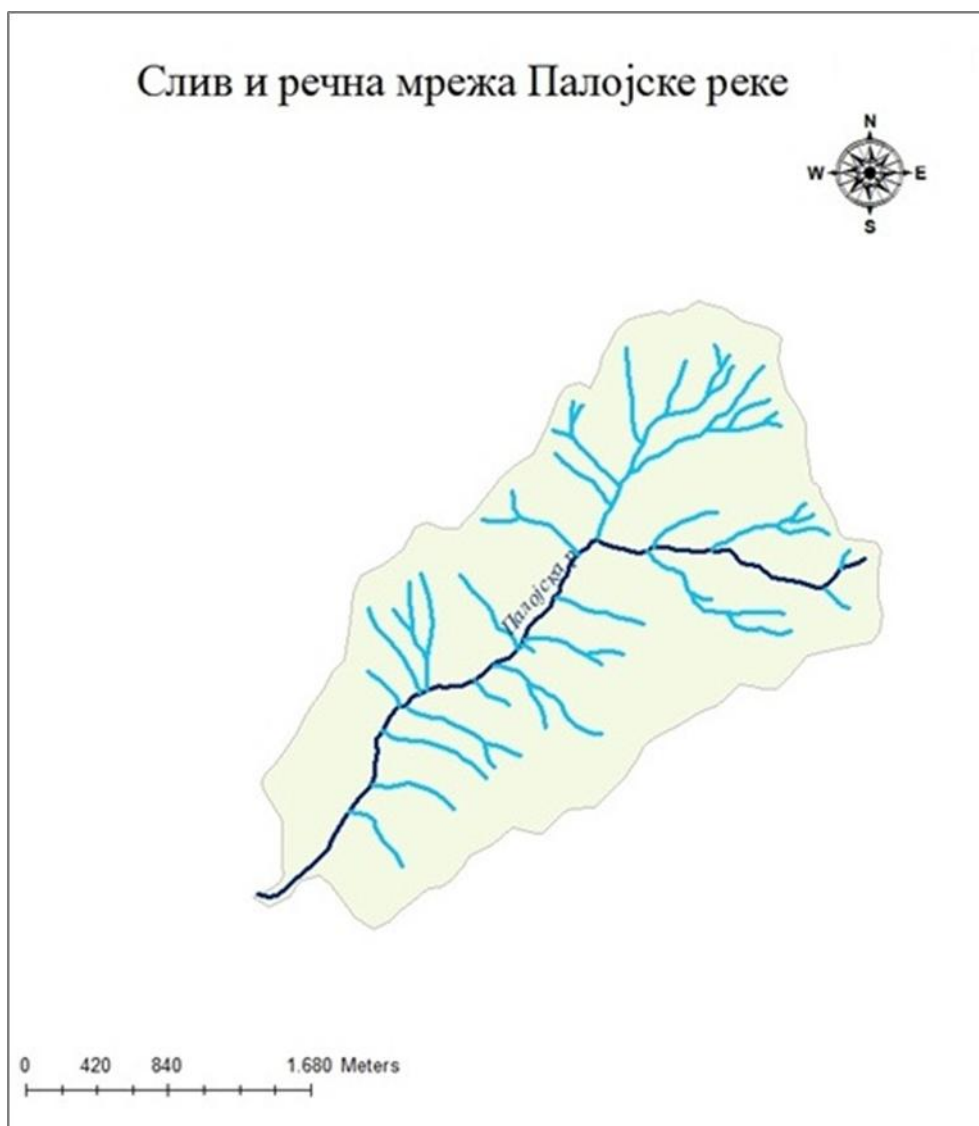 Слив и речна мрежа Палојске реке
N
W E
S
Палојска р.
0 420 840 1.680 Meters